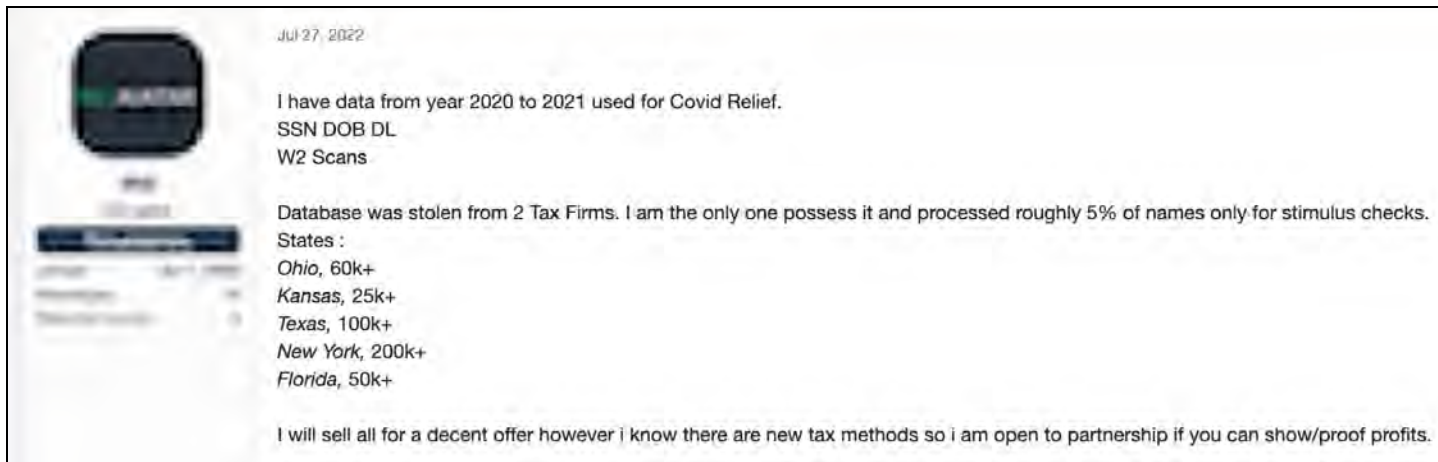 Jul 27, 2022
I have data from year 2020 to 2021 used for Covid Relief.
SSN DOB DL
W2 Scans
Database was stolen from 2 Tax Firms. I am the only one possess it and processed roughly 5% of names only for stimulus checks.
States :
Ohio, 60k+
Kansas, 25k+
Texas, 100k+
New York, 200k+
Florida, 50k+
I will sell all for a decent offer however i know there are new tax methods so i am open to partnership if you can show/proof profits.